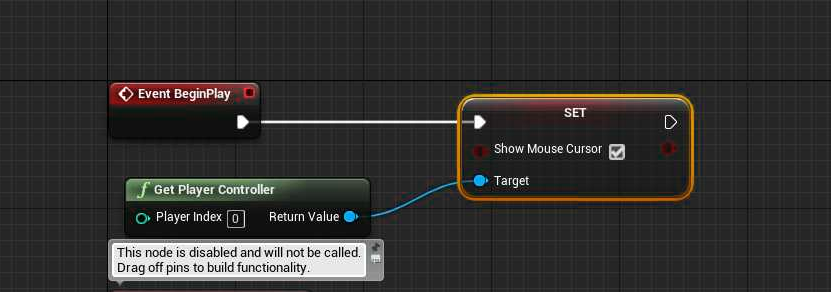 Event BeginPlay
SET
Show Mouse Cursor
Target
Get Player Controller
Player Index 0 Return Value
This node is disabled and will not be called.
Drag off pins to build functionality.